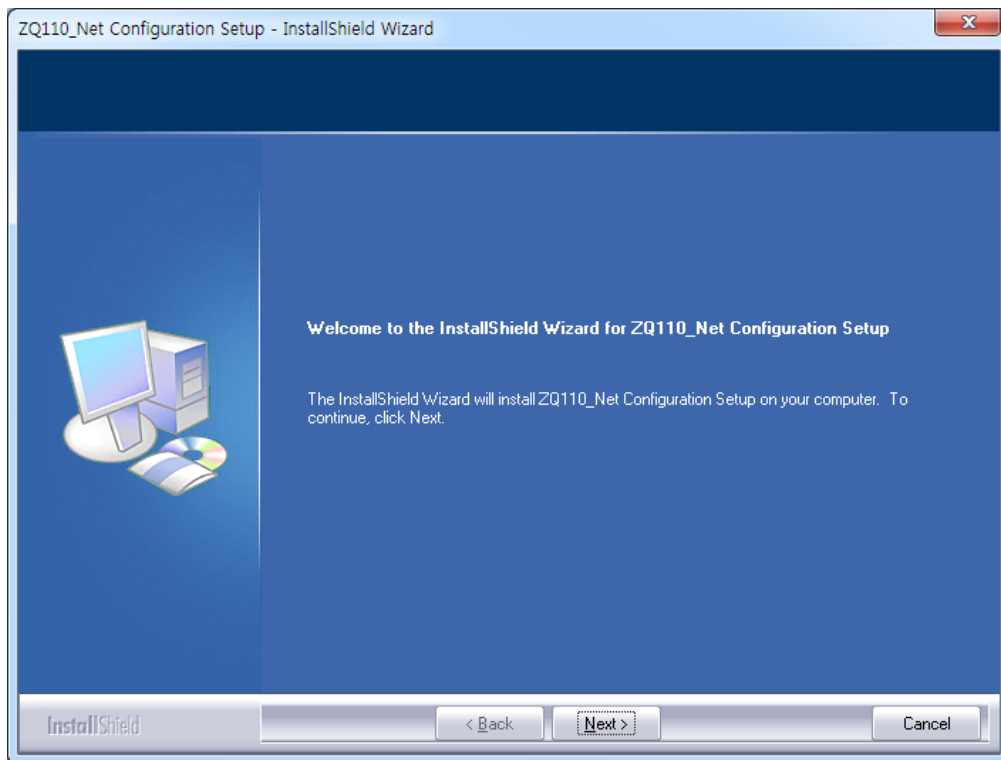 ZQ110_Net Configuration Setup - InstallShield Wizard
Welcome to the InstallShield Wizard for ZQ110_Net Configuration Setup
The InstallShield Wizard will install ZQ110_Net Configuration Setup on your computer. To
continue, click Next.
InstallShield
< Back
Next >
Cancel